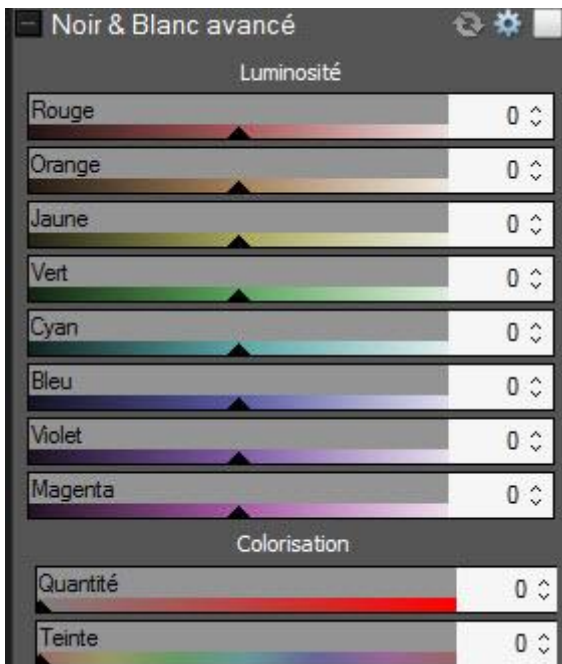 Noir & Blanc avancé
Luminosité
Rouge 0
Orange 0
Jaune 0
Vert 0
Cyan 0
Bleu 0
Violet 0
Magenta 0
Colorisation
Quantité 0
Teinte 0